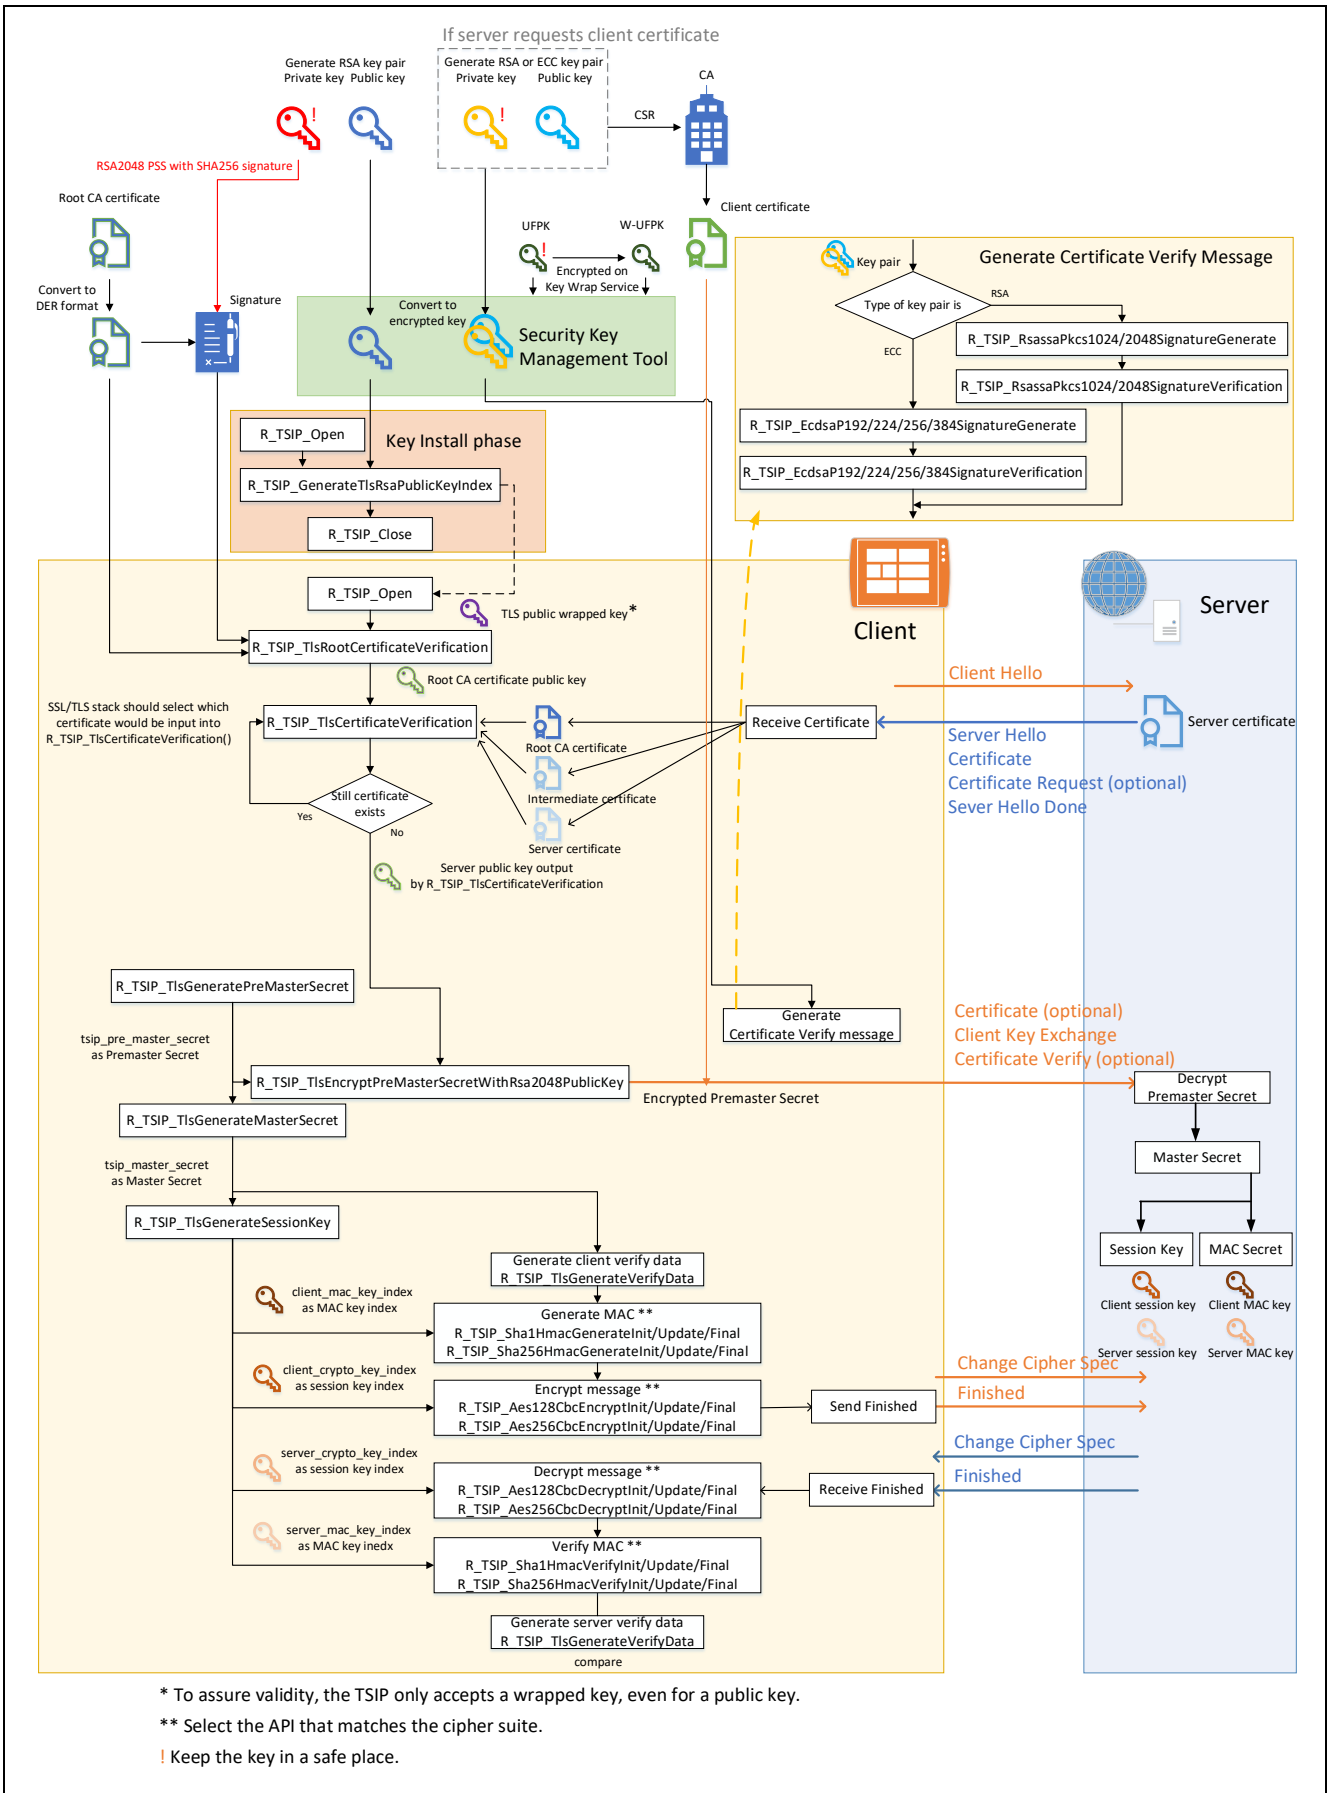 If server requests client certificate
Generate RSA key pair
Private key Public key
!
Generate RSA or ECC key pair
Private key Public key
!
CSR
CA
RSA2048 PSS with SHA256 signature
Root CA certificate
Convert to
DER format
Signature
UFPK
!
W-UFPK
Encrypted on
Key Wrap Service
Client certificate
Convert to
encrypted key
Security Key
Management Tool
Key pair
Generate Certificate Verify Message
Type of key pair is
RSA
ECC
R_TSIP_RsassaPkcs1024/2048SignatureGenerate
R_TSIP_RsassaPkcs1024/2048SignatureVerification
R_TSIP_EcdsaP192/224/256/384SignatureGenerate
R_TSIP_EcdsaP192/224/256/384SignatureVerification
R_TSIP_Open
Key Install phase
R_TSIP_GenerateTlsRsaPublicKeyIndex
R_TSIP_Close
Client
Server
R_TSIP_Open
TLS public wrapped key*
R_TSIP_TlsRootCertificateVerification
Root CA certificate public key
Client Hello
SSL/TLS stack should select which
certificate would be input into
R_TSIP_TlsCertificateVerification()
R_TSIP_TlsCertificateVerification
Receive Certificate
Server certificate
Root CA certificate
Intermediate certificate
Server certificate
Server Hello
Certificate
Certificate Request (optional)
Sever Hello Done
Still certificate
exists
Yes
No
Server public key output
by R_TSIP_TlsCertificateVerification
R_TSIP_TlsGeneratePreMasterSecret
tsip_pre_master_secret
as Premaster Secret
Generate
Certificate Verify message
Certificate (optional)
Client Key Exchange
Certificate Verify (optional)
R_TSIP_TlsEncryptPreMasterSecretWithRsa2048PublicKey
Encrypted Premaster Secret
Decrypt
Premaster Secret
R_TSIP_TlsGenerateMasterSecret
Master Secret
tsip_master_secret
as Master Secret
R_TSIP_TlsGenerateSessionKey
Session Key
MAC Secret
Client session key
Client MAC key
Server session key
Server MAC key
Generate client verify data
R_TSIP_TlsGenerateVerifyData
client_mac_key_index
as MAC key index
Generate MAC **
R_TSIP_Sha1HmacGenerateInit/Update/Final
R_TSIP_Sha256HmacGenerateInit/Update/Final
client_crypto_key_index
as session key index
Encrypt message **
R_TSIP_Aes128CbcEncryptInit/Update/Final
R_TSIP_Aes256CbcEncryptInit/Update/Final
Send Finished
Change Cipher Spec
Finished
server_crypto_key_index
as session key index
Decrypt message **
R_TSIP_Aes128CbcDecryptInit/Update/Final
R_TSIP_Aes256CbcDecryptInit/Update/Final
Receive Finished
Change Cipher Spec
Finished
server_mac_key_index
as MAC key inedx
Verify MAC **
R_TSIP_Sha1HmacVerifyInit/Update/Final
R_TSIP_Sha256HmacVerifyInit/Update/Final
Generate server verify data
R_TSIP_TlsGenerateVerifyData
compare
* To assure validity, the TSIP only accepts a wrapped key, even for a public key.
** Select the API that matches the cipher suite.
! Keep the key in a safe place.